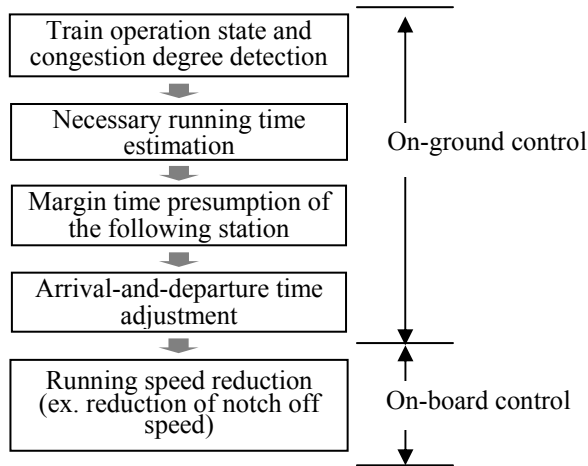 Train operation state and
congestion degree detection
Necessary running time
estimation
On-ground control
Margin time presumption of
the following station
Arrival-and-departure time
adjustment
Running speed reduction
(ex. reduction of notch off
speed)
On-board control